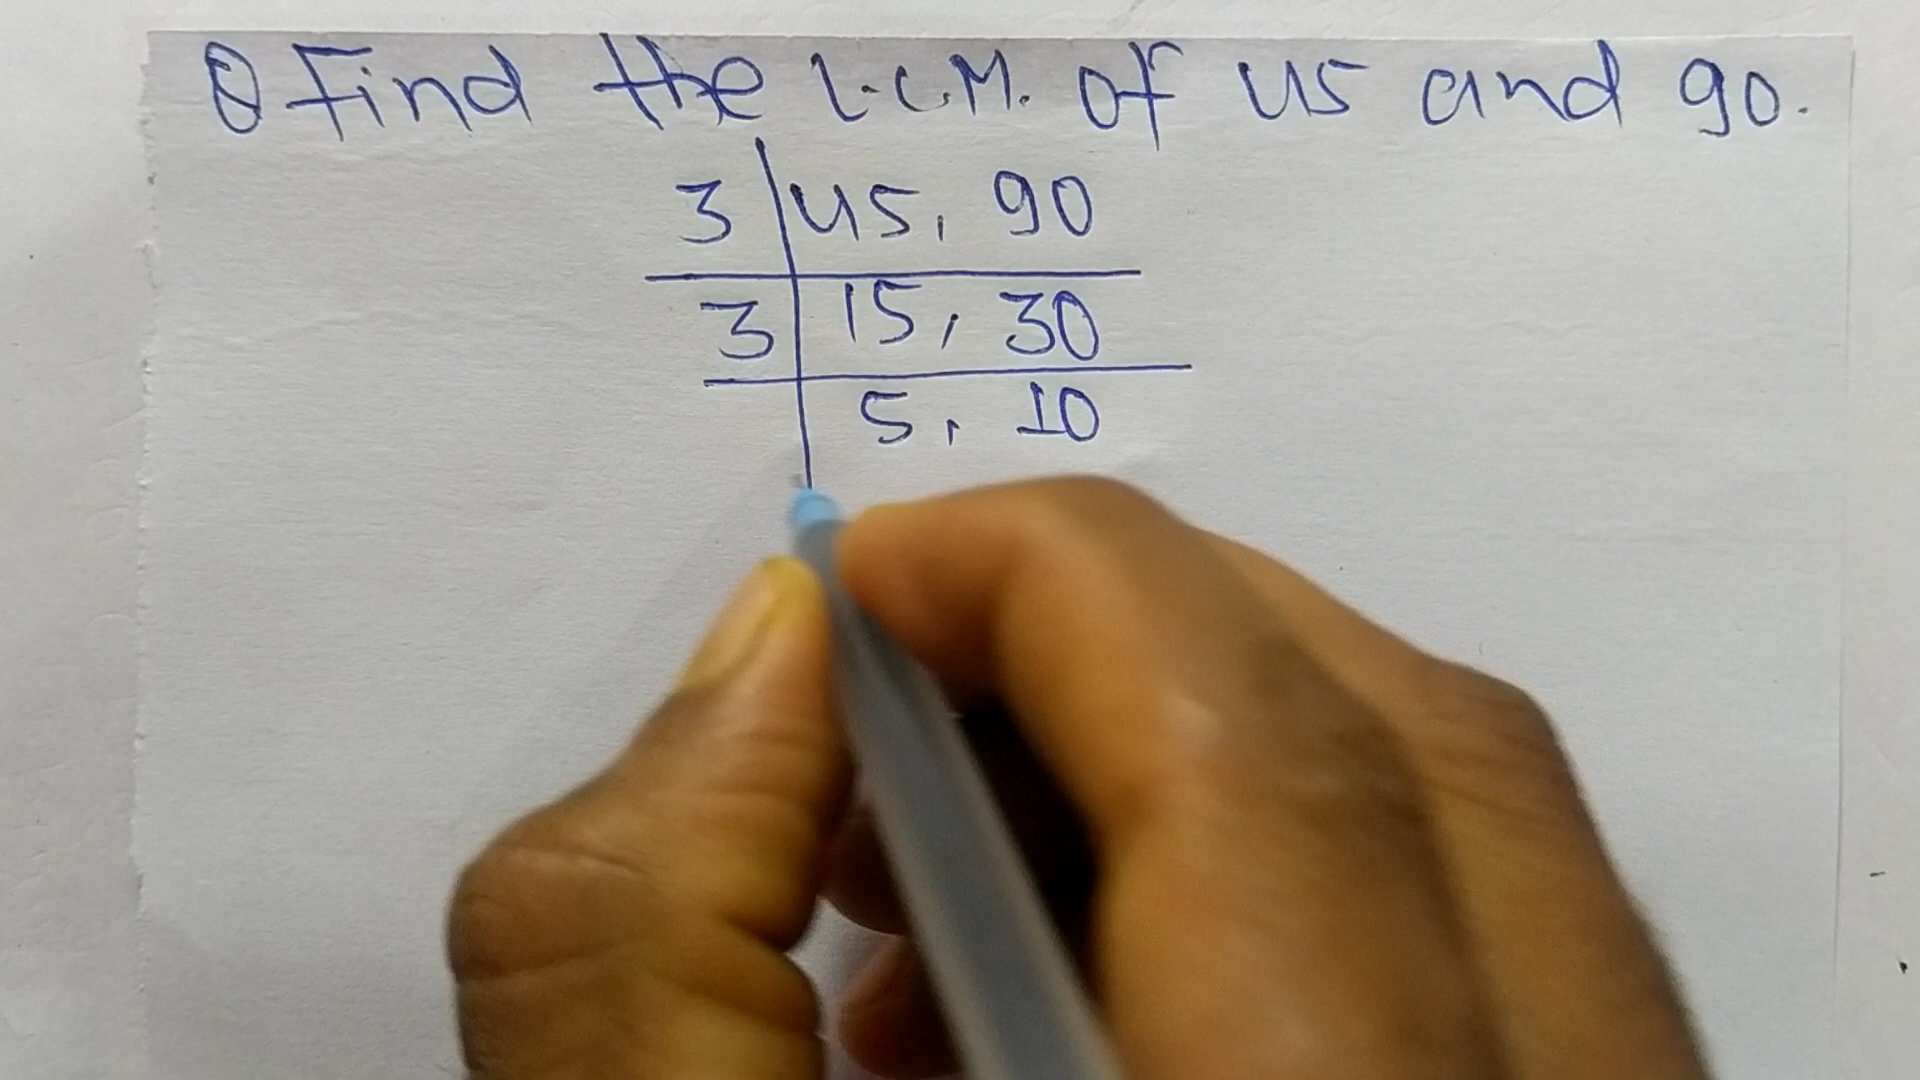 Q Find the L.C.M. of 45 and 90.
3 | 45, 90
3 | 15, 30
5, 10